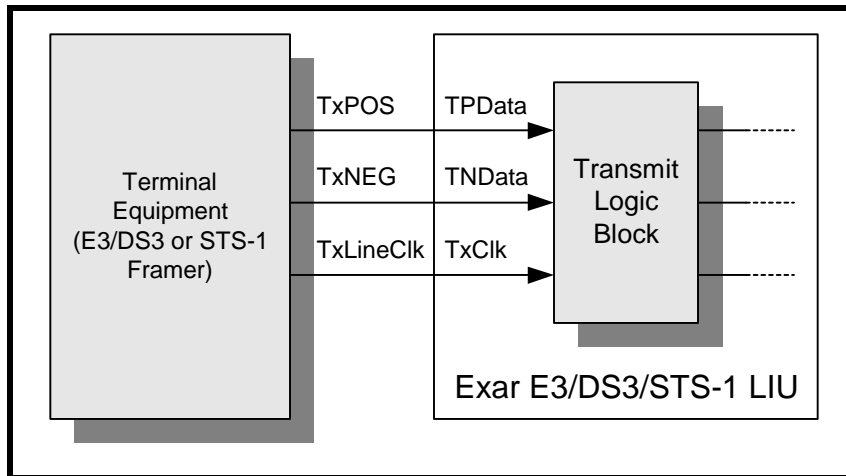 Terminal
Equipment
(E3/DS3 or STS-1
Framer)
TxPOS
TPData
TxNEG
TNData
TxLineClk
TxClk
Transmit
Logic
Block
Exar E3/DS3/STS-1 LIU